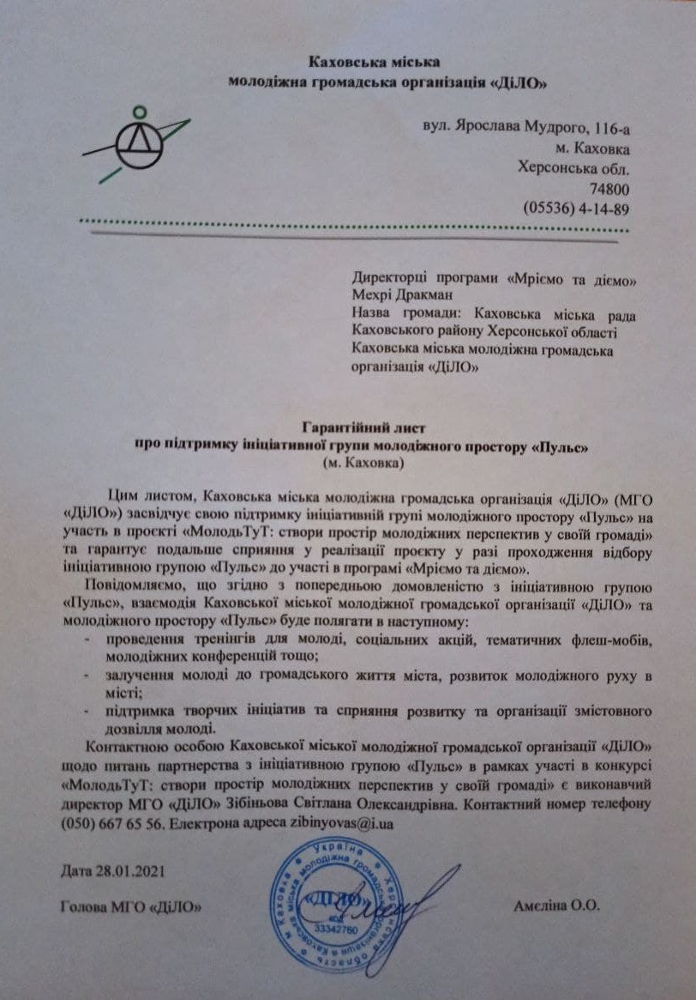 Каховська міська
молодіжна громадська організація «ДіЛО»
вул. Ярослава Мудрого, 116-а
м. Каховка
Херсонська обл.
74800
(05536) 4-14-89
Директорці програми «Мріємо та діємо»
Мехрі Дракман
Назва громади: Каховська міська рада
Каховського району Херсонської області
Каховська міська молодіжна громадська
організація «ДіЛО»
Гарантійний лист
про підтримку ініціативної групи молодіжного простору «Пульс»
(м. Каховка)
Цим листом, Каховська міська молодіжна громадська організація «ДіЛО» (МГО
«ДіЛО») засвідчує свою підтримку ініціативній групі молодіжного простору «Пульс» на
участь в проєкті «МолодьТуТ: створи простір молодіжних перспектив у своїй громаді»
та гарантує подальше сприяння у реалізації проєкту у разі проходження відбору
ініціативною групою «Пульс» до участі в програмі «Мріємо та діємо».
Повідомляємо, що згідно з попередньою домовленістю з ініціативною групою
«Пульс», взаємодія Каховської міської молодіжної громадської організації «ДіЛО» та
молодіжного простору «Пульс» буде полягати в наступному:
- проведення тренінгів для молоді, соціальних акцій, тематичних флеш-мобів,
молодіжних конференцій тощо;
- залучення молоді до громадського життя міста, розвиток молодіжного руху в
місті;
- підтримка творчих ініціатив та сприяння розвитку та організації змістовного
дозвілля молоді.
Контактною особою Каховської міської молодіжної громадської організації «ДіЛО»
щодо питань партнерства з ініціативною групою «Пульс» в рамках участі в конкурсі
«МолодьТуТ: створи простір молодіжних перспектив у своїй громаді» є виконавчий
директор МГО «ДіЛО» Зібіньова Світлана Олександрівна. Контактний номер телефону
(050) 667 65 56. Електрона адреса zibinyovas@i.ua
Дата 28.01.2021
Голова МГО «ДіЛО»
Амєліна О.О.
Україна * Херсонська область * м Каховка
Каховська міська молодіжна громадська організація
«ДІЛО»
код
33342760